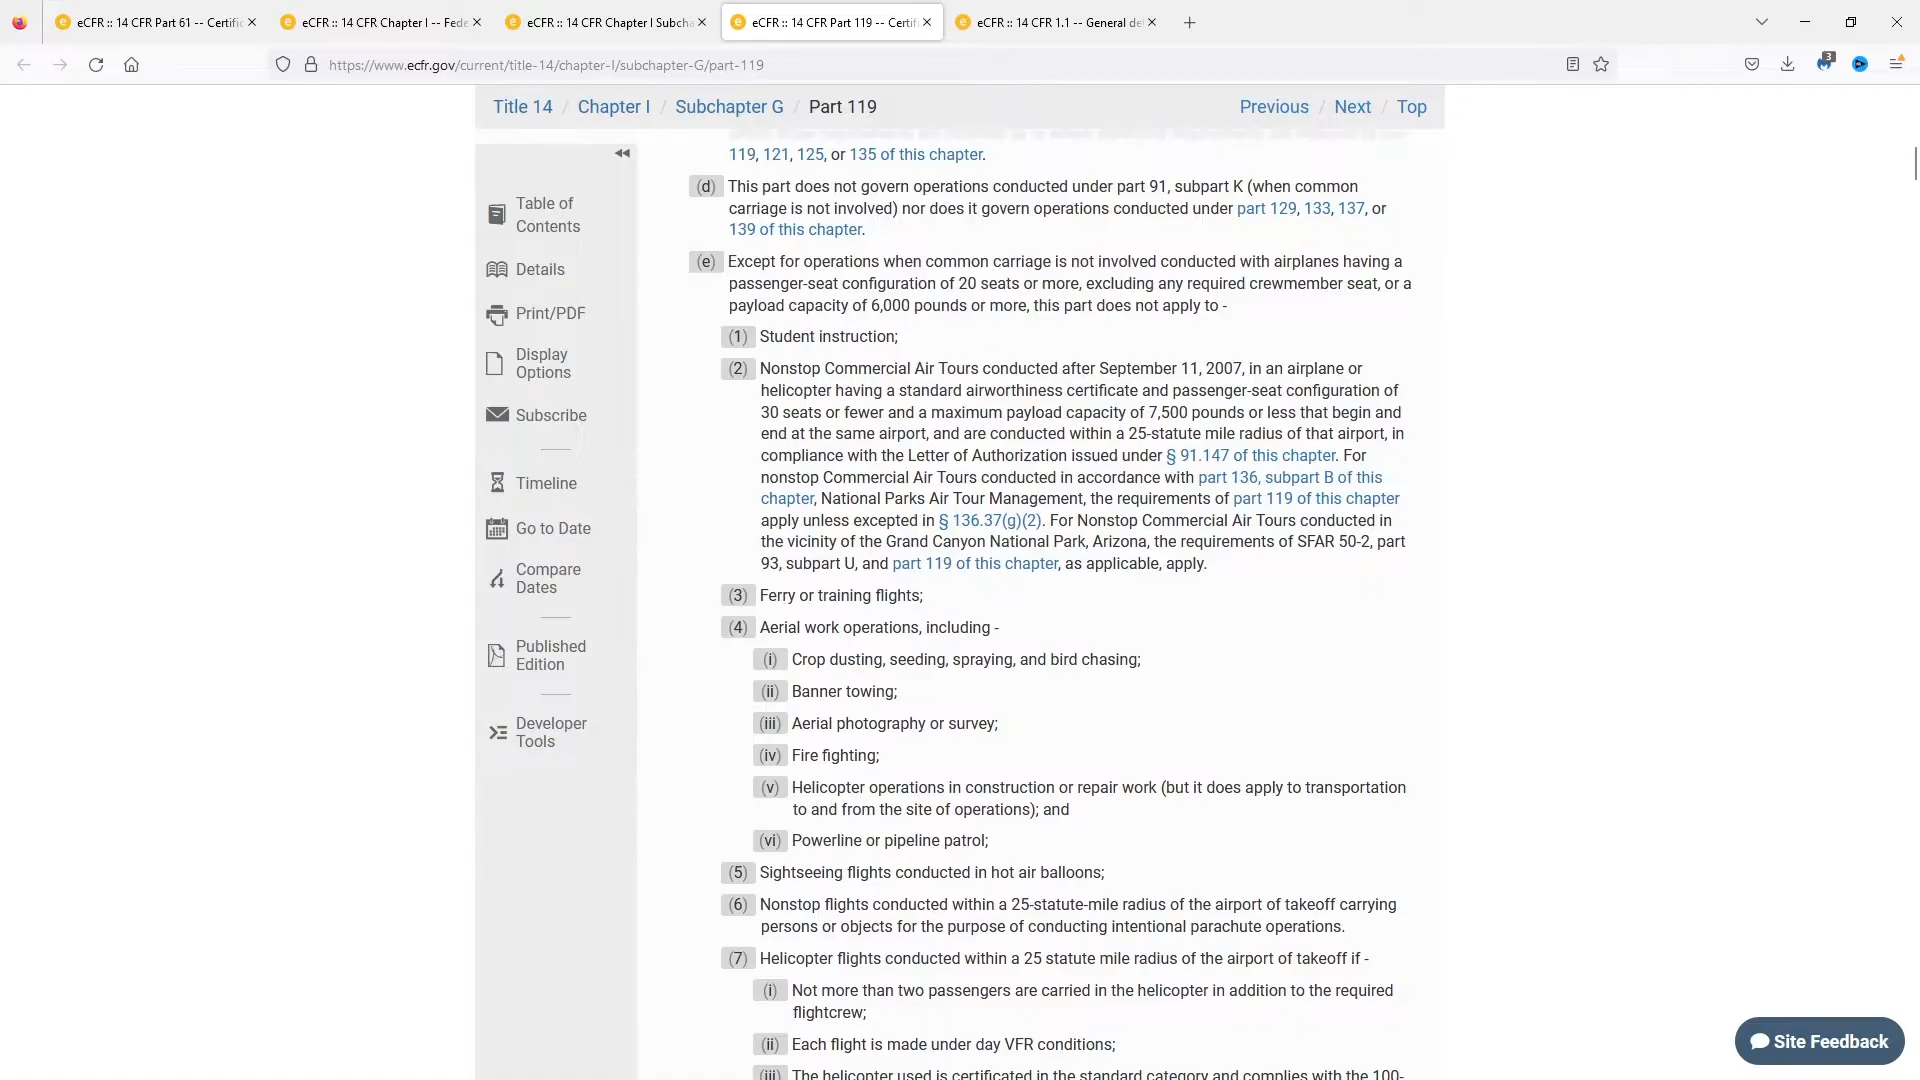 eCFR :: 14 CFR Part 61 -- Certific
eCFR :: 14 CFR Chapter I -- Fede
eCFR :: 14 CFR Chapter I Subcha
eCFR :: 14 CFR Part 119 -- Certifi
eCFR :: 14 CFR 1.1 -- General de
https://www.ecfr.gov/current/title-14/chapter-I/subchapter-G/part-119
3
Title 14 / Chapter I / Subchapter G / Part 119
Previous / Next / Top
Table of
Contents
Details
Print/PDF
Display
Options
Subscribe
Timeline
Go to Date
Compare
Dates
Published
Edition
Developer
Tools
119, 121, 125, or 135 of this chapter.
(d) This part does not govern operations conducted under part 91, subpart K (when common
carriage is not involved) nor does it govern operations conducted under part 129, 133, 137, or
139 of this chapter.
(e) Except for operations when common carriage is not involved conducted with airplanes having a
passenger-seat configuration of 20 seats or more, excluding any required crewmember seat, or a
payload capacity of 6,000 pounds or more, this part does not apply to -
(1) Student instruction;
(2) Nonstop Commercial Air Tours conducted after September 11, 2007, in an airplane or
helicopter having a standard airworthiness certificate and passenger-seat configuration of
30 seats or fewer and a maximum payload capacity of 7,500 pounds or less that begin and
end at the same airport, and are conducted within a 25-statute mile radius of that airport, in
compliance with the Letter of Authorization issued under § 91.147 of this chapter. For
nonstop Commercial Air Tours conducted in accordance with part 136, subpart B of this
chapter, National Parks Air Tour Management, the requirements of part 119 of this chapter
apply unless excepted in § 136.37(g)(2). For Nonstop Commercial Air Tours conducted in
the vicinity of the Grand Canyon National Park, Arizona, the requirements of SFAR 50-2, part
93, subpart U, and part 119 of this chapter, as applicable, apply.
(3) Ferry or training flights;
(4) Aerial work operations, including -
(i) Crop dusting, seeding, spraying, and bird chasing;
(ii) Banner towing;
(iii) Aerial photography or survey;
(iv) Fire fighting;
(v) Helicopter operations in construction or repair work (but it does apply to transportation
to and from the site of operations); and
(vi) Powerline or pipeline patrol;
(5) Sightseeing flights conducted in hot air balloons;
(6) Nonstop flights conducted within a 25-statute-mile radius of the airport of takeoff carrying
persons or objects for the purpose of conducting intentional parachute operations.
(7) Helicopter flights conducted within a 25 statute mile radius of the airport of takeoff if -
(i) Not more than two passengers are carried in the helicopter in addition to the required
flightcrew;
(ii) Each flight is made under day VFR conditions;
(iii) The helicopter used is certificated in the standard category and complies with the 100-
Site Feedback